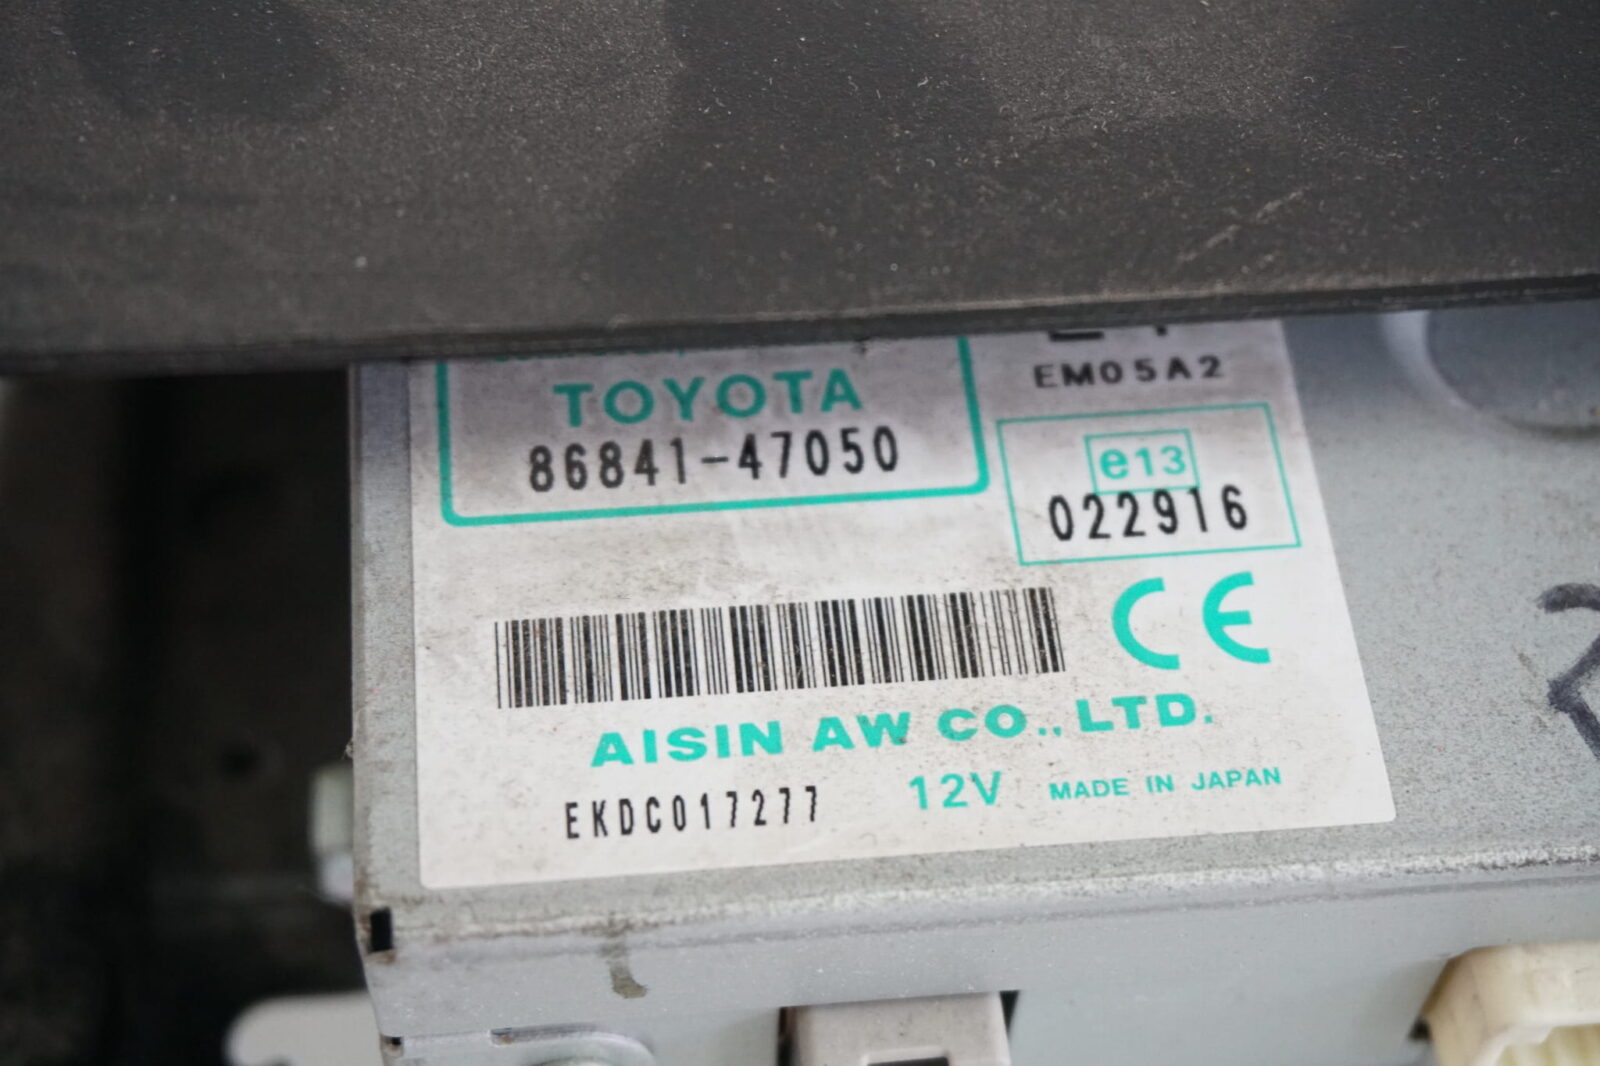 TOYOTA
86841-47050
EM05A2
e13
022916
CE
AISIN AW CO., LTD.
EKDC017277
12V
MADE IN JAPAN